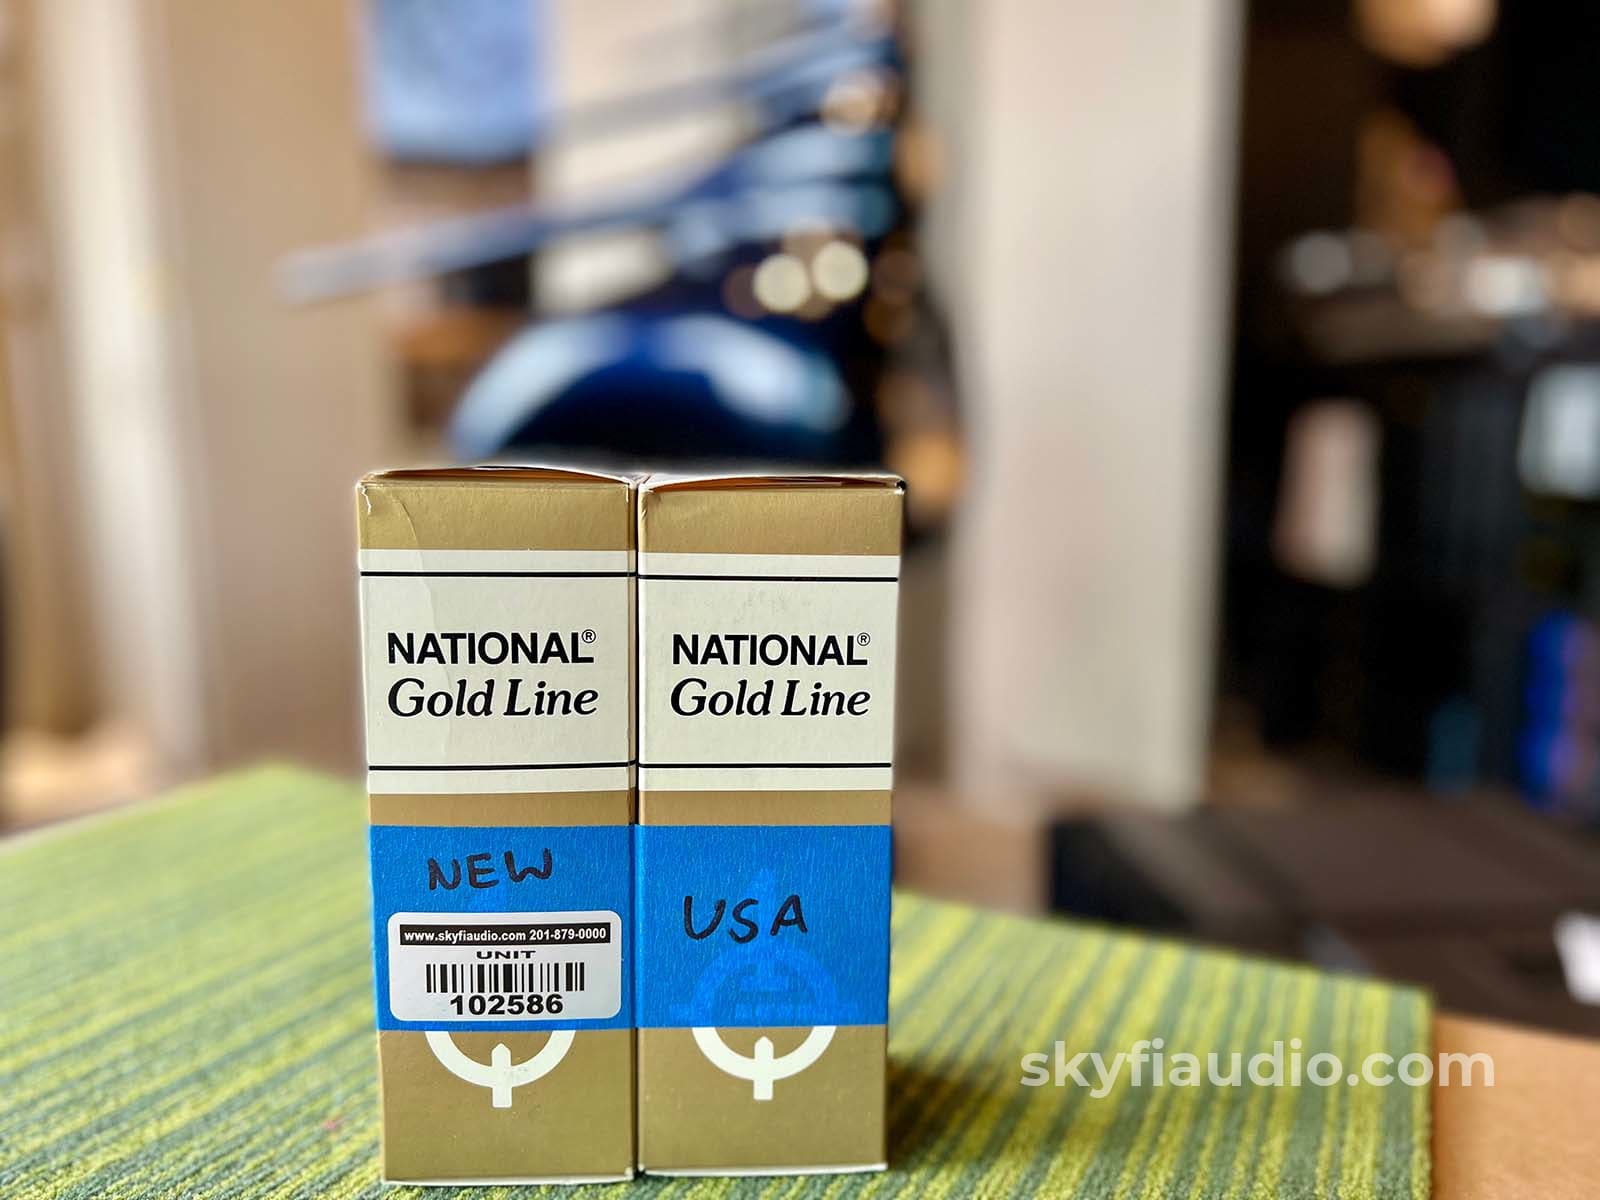 NATIONAL®
Gold Line
NEW
www.skyfiaudio.com 201-879-0000
UNIT
102586
NATIONAL®
Gold Line
USA
skyfiaudio.com